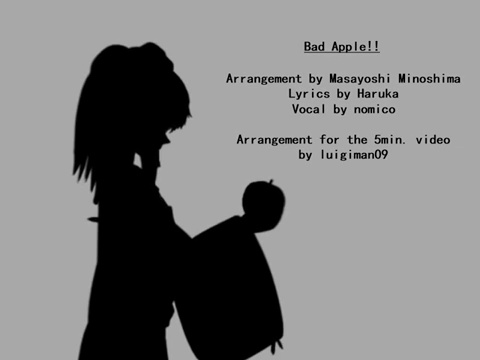 Bad Apple!!
Arrangement by Masayoshi Minoshima
Lyrics by Haruka
Vocal by nomico
Arrangement for the 5min. video
by luigiman09